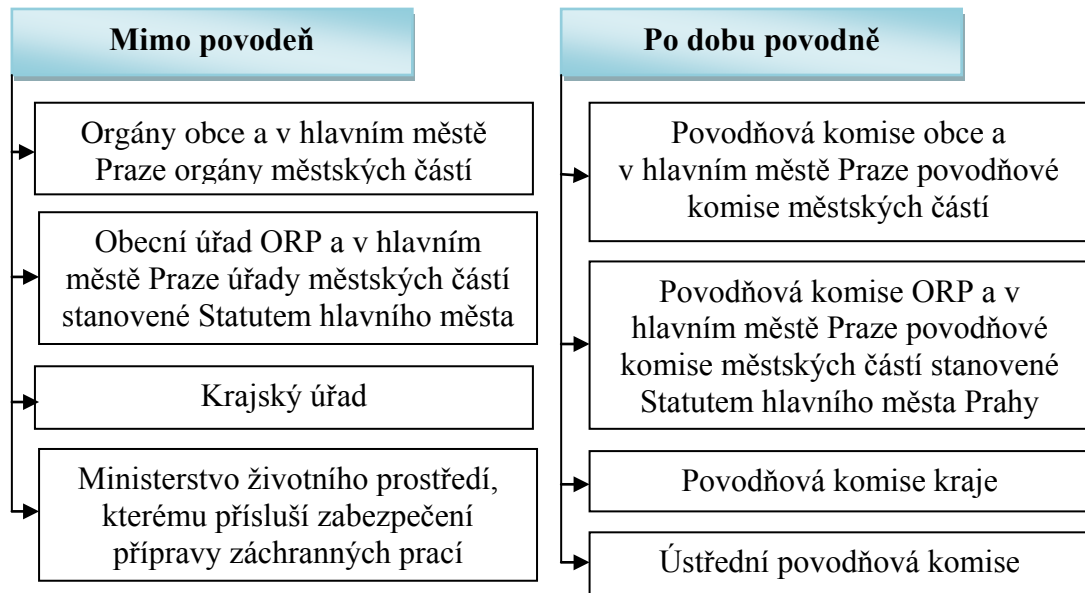 Mimo povodeň
Orgány obce a v hlavním městě
Praze orgány městských částí
Obecní úřad ORP a v hlavním
městě Praze úřady městských částí
stanovené Statutem hlavního města
Krajský úřad
Ministerstvo životního prostředí,
kterému přísluší zabezpečení
přípravy záchranných prací
Po dobu povodně
Povodňová komise obce a
v hlavním městě Praze povodňové
komise městských částí
Povodňová komise ORP a v
hlavním městě Praze povodňové
komise městských částí stanovené
Statutem hlavního města Prahy
Povodňová komise kraje
Ústřední povodňová komise